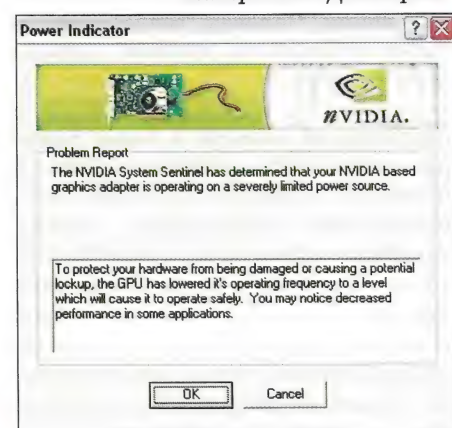 Power Indicator
nVIDIA.
Problem Report
The NVIDIA System Sentinel has determined that your NVIDIA based
graphics adapter is operating on a severely limited power source.
To protect your hardware from being damaged or causing a potential
lockup, the GPU has lowered it's operating frequency to a level
which will cause it to operate safely. You may notice decreased
performance in some applications.
OK
Cancel